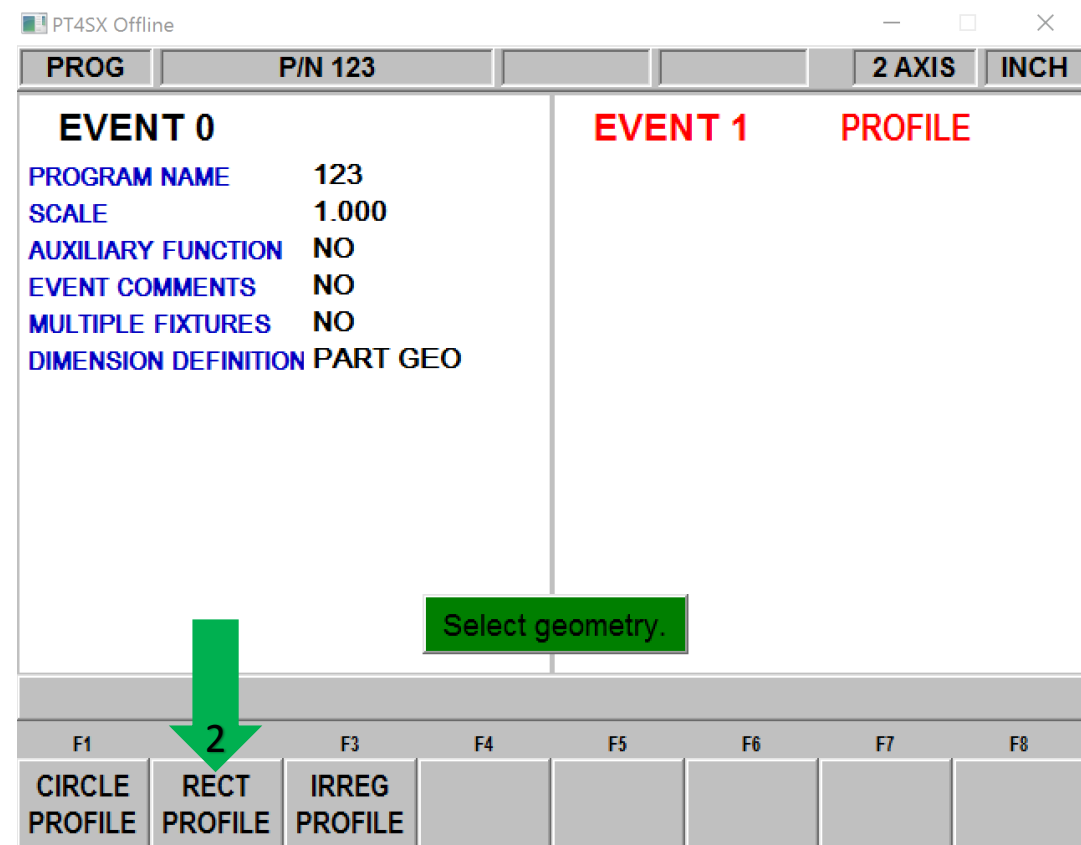 PT4SX Offline
PROG P/N 123 2 AXIS INCH
EVENT 0
PROGRAM NAME 123
SCALE 1.000
AUXILIARY FUNCTION NO
EVENT COMMENTS NO
MULTIPLE FIXTURES NO
DIMENSION DEFINITION PART GEO
EVENT 1 PROFILE
Select geometry.
F1 2 F3 F4 F5 F6 F7 F8
CIRCLE PROFILE
RECT PROFILE
IRREG PROFILE